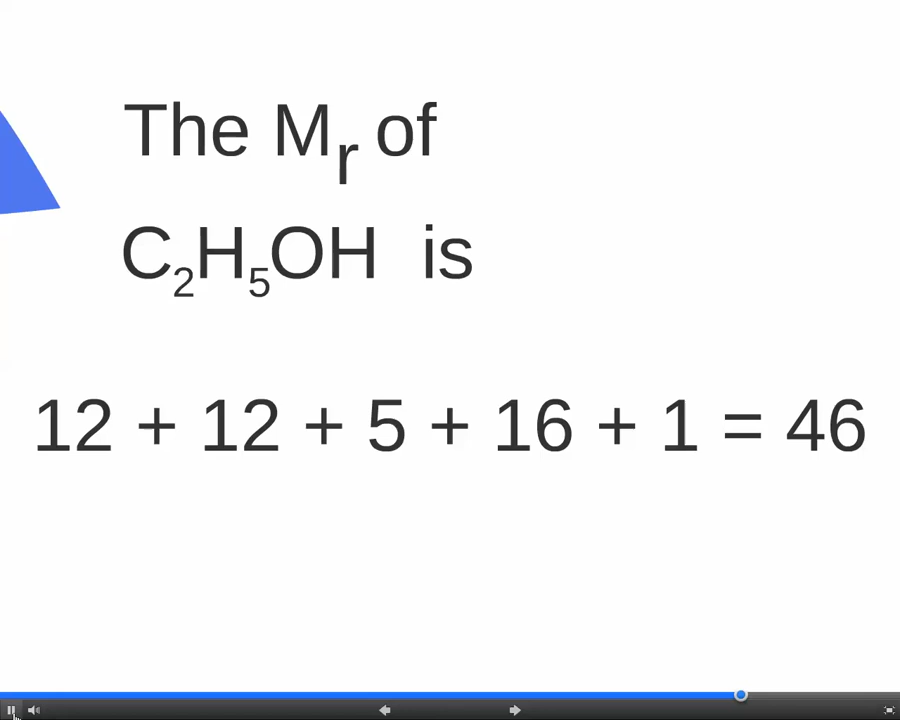 The Mᵣ of
C₂H₅OH is
12 + 12 + 5 + 16 + 1 = 46